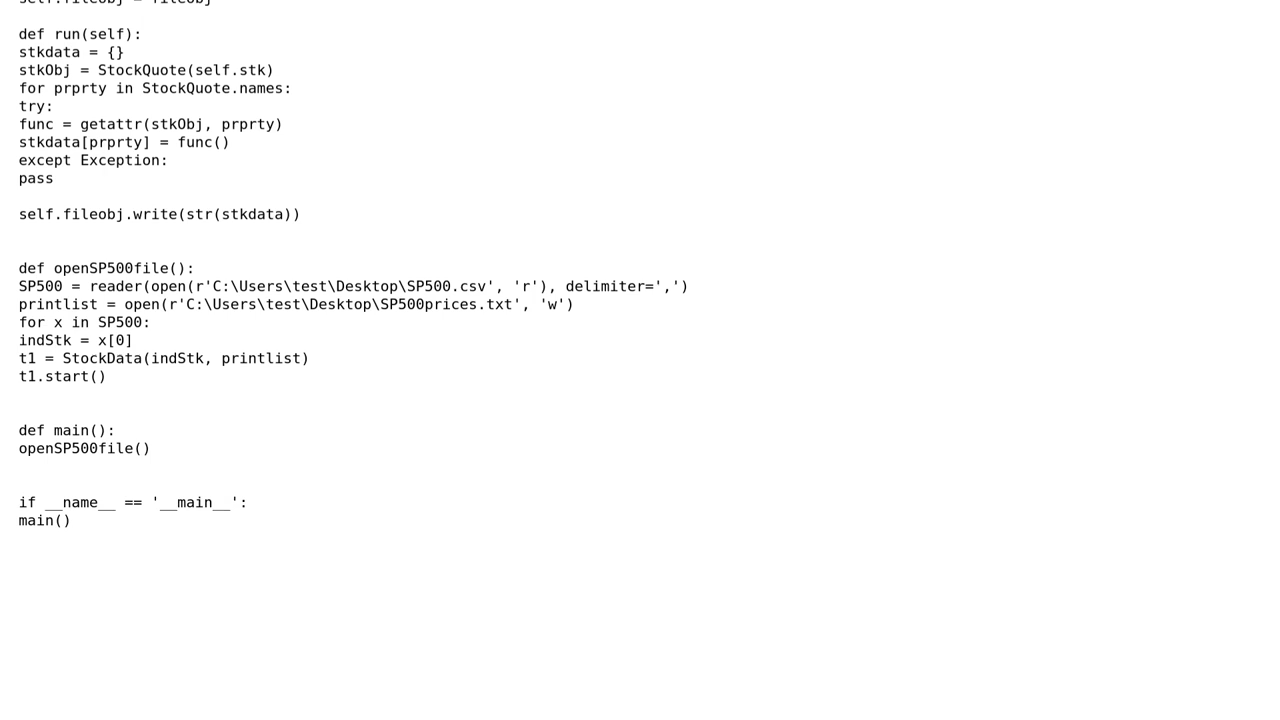 self.fileobj = fileobj
def run(self):
stkdata = {}
stkObj = StockQuote(self.stk)
for prprty in StockQuote.names:
try:
func = getattr(stkObj, prprty)
stkdata[prprty] = func()
except Exception:
pass
self.fileobj.write(str(stkdata))
def openSP500file():
SP500 = reader(open(r'C:\Users\test\Desktop\SP500.csv', 'r'), delimiter=',')
printlist = open(r'C:\Users\test\Desktop\SP500prices.txt', 'w')
for x in SP500:
indStk = x[0]
t1 = StockData(indStk, printlist)
t1.start()
def main():
openSP500file()
if __name__ == '__main__':
main()